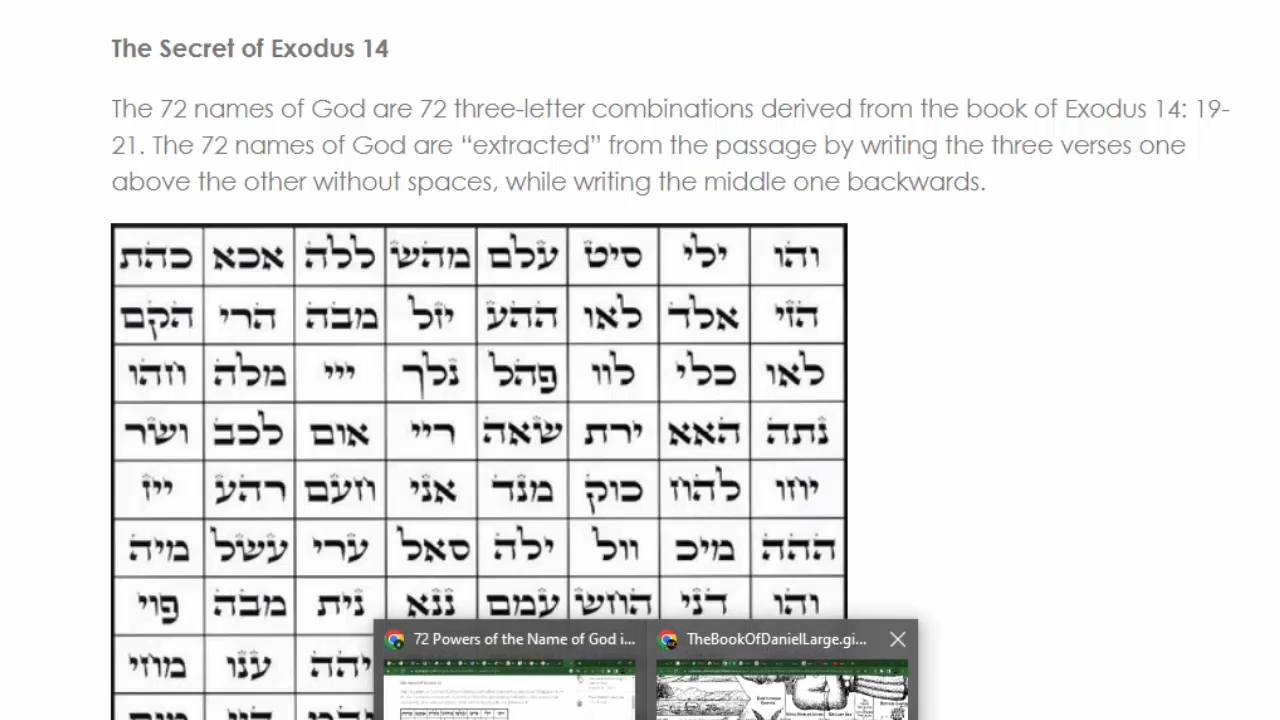 The Secret of Exodus 14
The 72 names of God are 72 three-letter combinations derived from the book of Exodus 14: 19-
21. The 72 names of God are “extracted” from the passage by writing the three verses one
above the other without spaces, while writing the middle one backwards.
והו ילי סיט עלם מהש ללה אכא כהת
הזי אלד לאו ההע יזל מבה הרי הקם
לאו כלי לוו פהל נלך ייי מלה חהו
נתה האא ירת שאה ריי אום לכב ושר
יחו להח כוק מנד אני חעם רהע ייז
ההה מיכ וול ילה סאל ערי עשל מיה
והו דני החש עמם ננא נית מבה פוי
יהה ענו מחי
72 Powers of the Name of God i...
TheBookOfDanielLarge.gi...